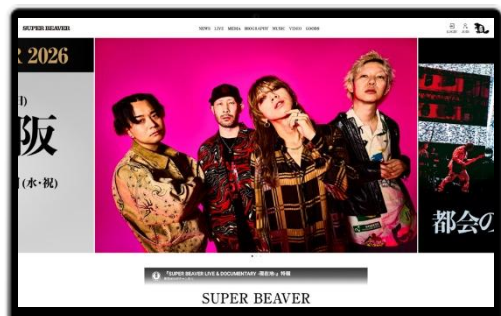 SUPER BEAVER
NEWS LIVE MEDIA BIOGRAPHY MUSIC VIDEO GOODS
2026
阪
(水・祝)
都会の
「SUPER BEAVER LIVE & DOCUMENTARY -現在地-」特報
SUPER BEAVER